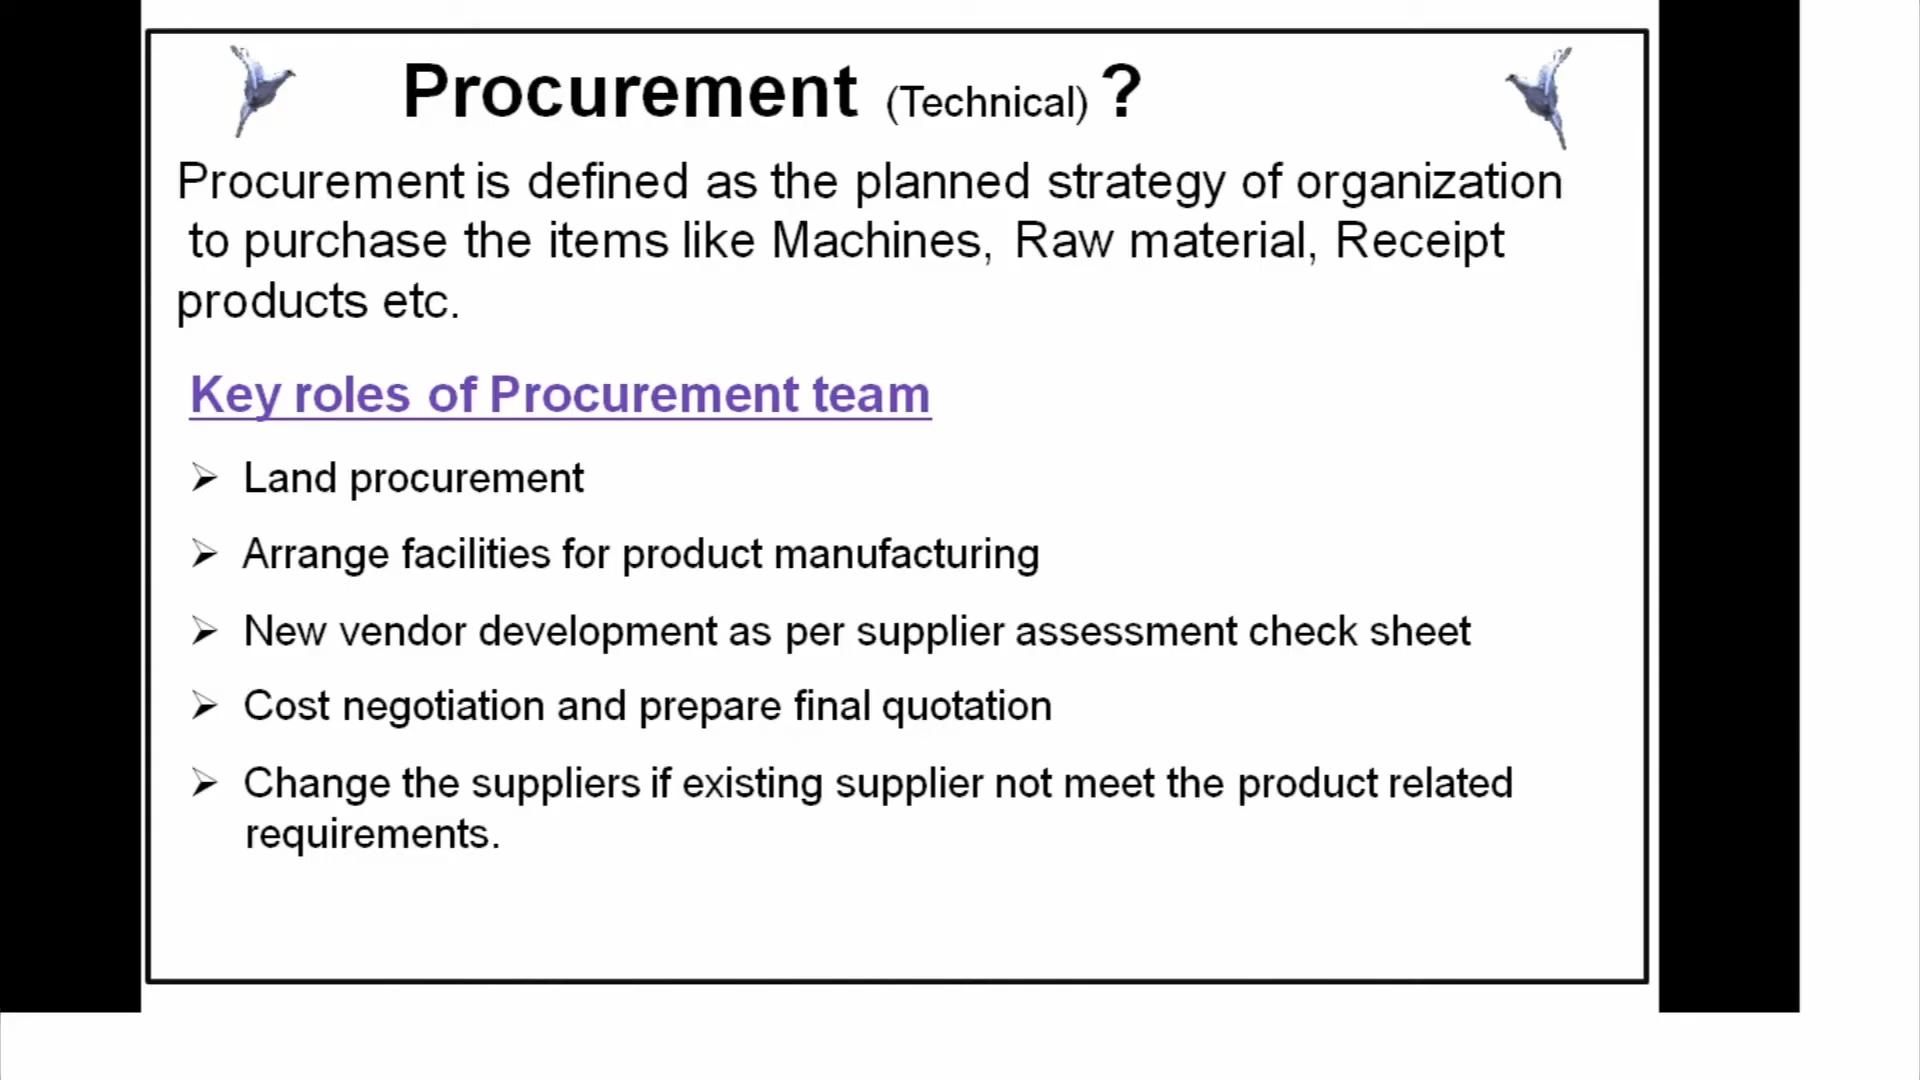 Procurement (Technical) ?
Procurement is defined as the planned strategy of organization
to purchase the items like Machines, Raw material, Receipt
products etc.
Key roles of Procurement team
➢ Land procurement
➢ Arrange facilities for product manufacturing
➢ New vendor development as per supplier assessment check sheet
➢ Cost negotiation and prepare final quotation
➢ Change the suppliers if existing supplier not meet the product related
requirements.